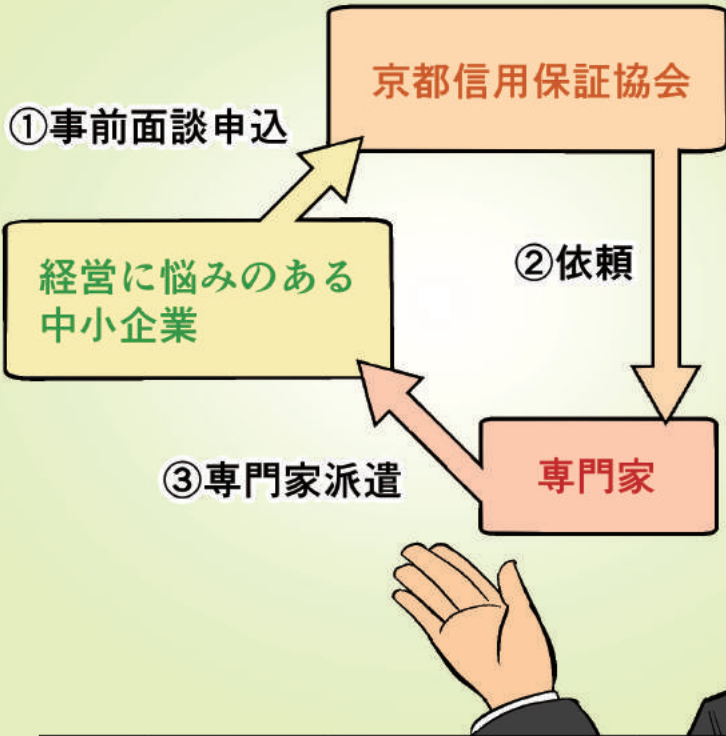 京都信用保証協会
①事前面談申込
経営に悩みのある
中小企業
②依頼
③専門家派遣
専門家